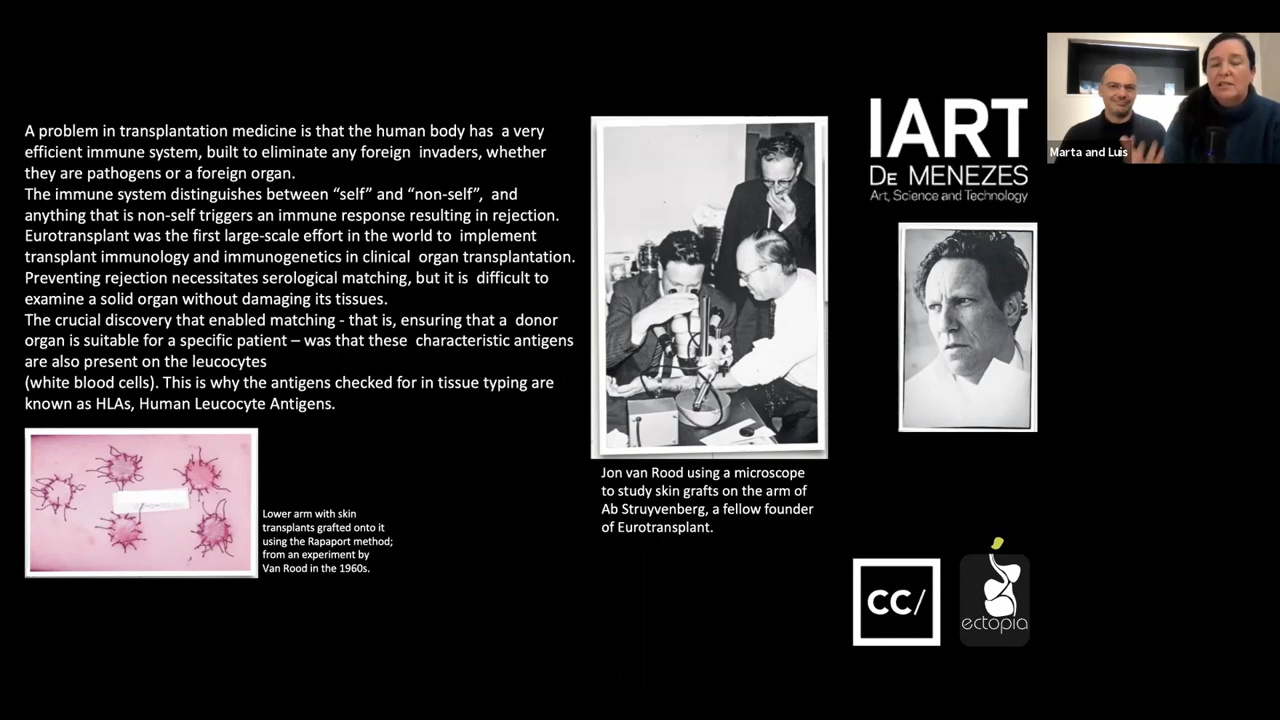 A problem in transplantation medicine is that the human body has a very
efficient immune system, built to eliminate any foreign invaders, whether
they are pathogens or a foreign organ.
The immune system distinguishes between “self” and “non-self”, and
anything that is non-self triggers an immune response resulting in rejection.
Eurotransplant was the first large-scale effort in the world to implement
transplant immunology and immunogenetics in clinical organ transplantation.
Preventing rejection necessitates serological matching, but it is difficult to
examine a solid organ without damaging its tissues.
The crucial discovery that enabled matching - that is, ensuring that a donor
organ is suitable for a specific patient – was that these characteristic antigens
are also present on the leucocytes
(white blood cells). This is why the antigens checked for in tissue typing are
known as HLAs, Human Leucocyte Antigens.
Lower arm with skin
transplants grafted onto it
using the Rapaport method;
from an experiment by
Van Rood in the 1960s.
Jon van Rood using a microscope
to study skin grafts on the arm of
Ab Struyvenberg, a fellow founder
of Eurotransplant.
IART
DE MENEZES
Art, Science and Technology
Marta and Luis
CC/
ectopia